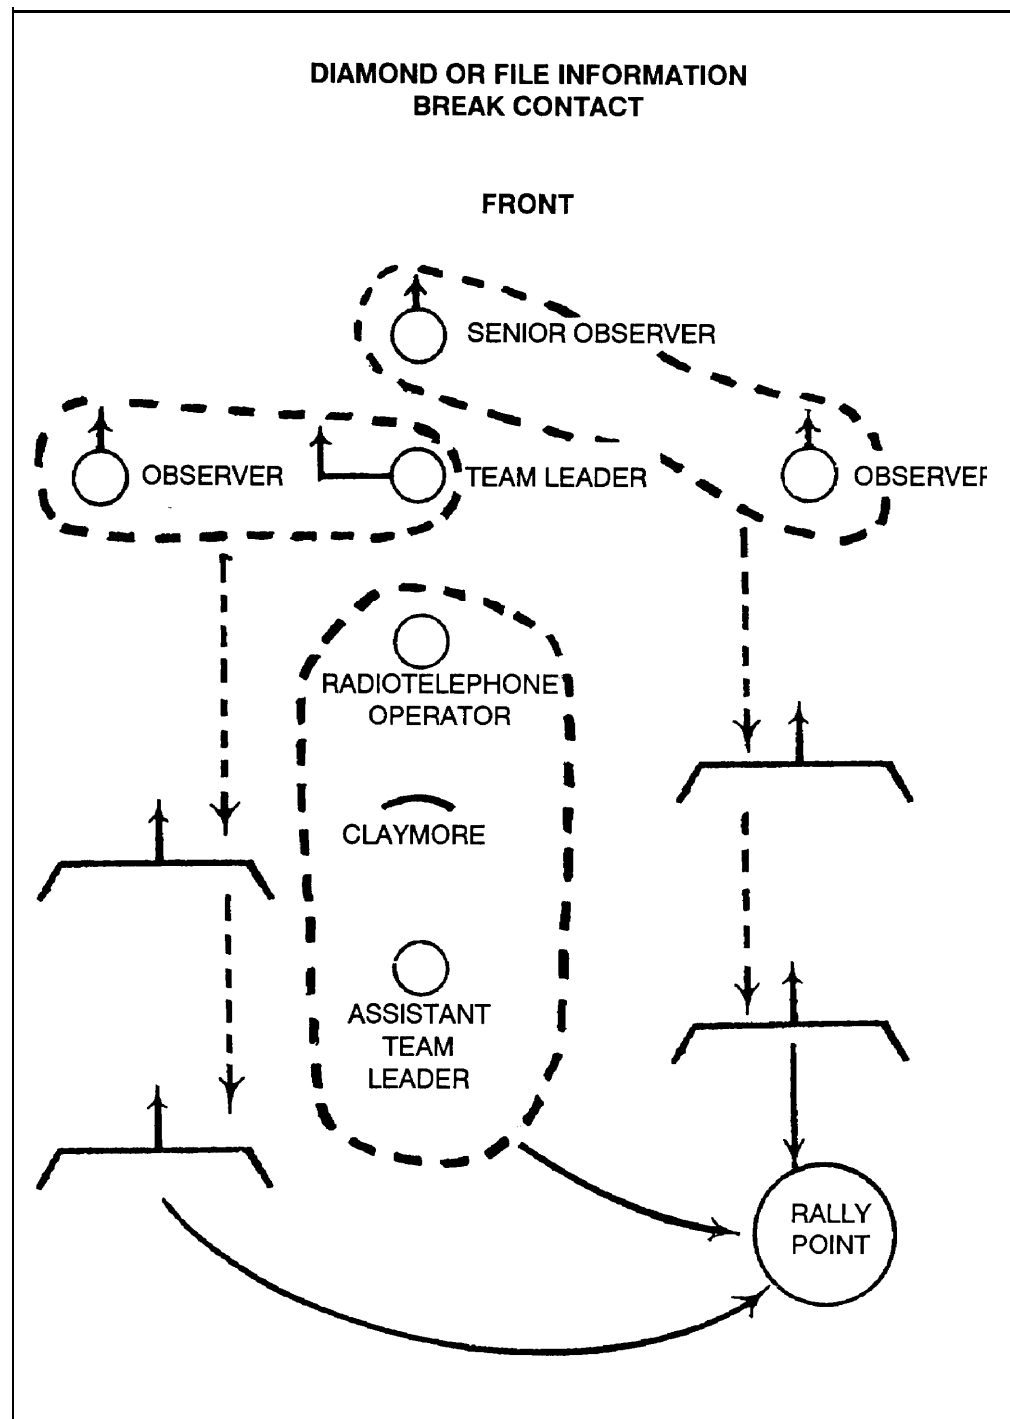 DIAMOND OR FILE INFORMATION
BREAK CONTACT
FRONT
SENIOR OBSERVER
OBSERVER
TEAM LEADER
OBSERVER
RADIOTELEPHONE
OPERATOR
CLAYMORE
ASSISTANT
TEAM
LEADER
RALLY
POINT